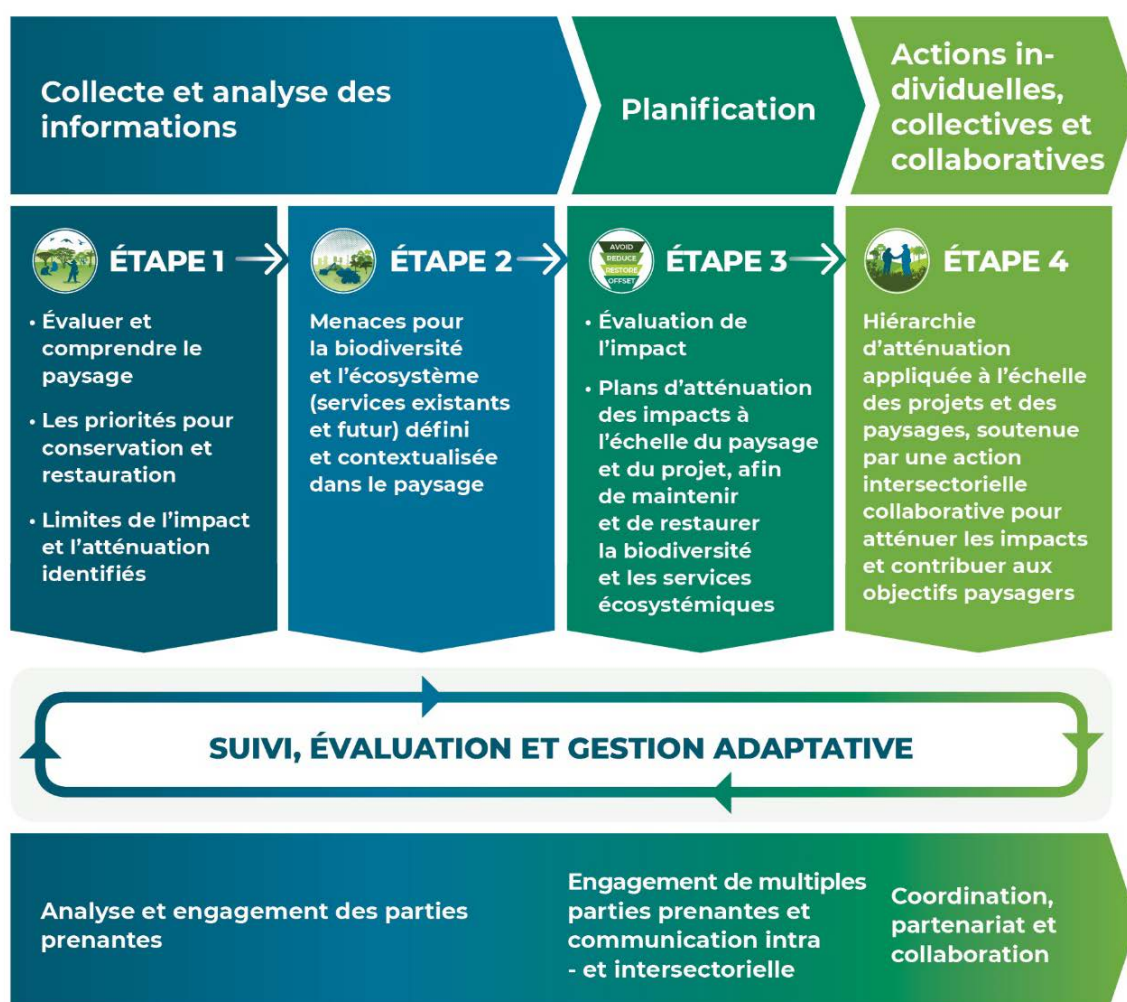 Collecte et analyse des
informations
Planification
Actions in-
dividuelles,
collectives et
collaboratives
ÉTAPE 1
• Évaluer et
comprendre le
paysage
• Les priorités pour
conservation et
restauration
• Limites de l'impact
et l'atténuation
identifiés
ÉTAPE 2
Menaces pour
la biodiversité
et l'écosystème
(services existants
et futur) défini
et contextualisée
dans le paysage
AVOID
REDUCE
RESTORE
OFFSET
ÉTAPE 3
• Évaluation de
l'impact
• Plans d'atténuation
des impacts à
l'échelle du paysage
et du projet, afin
de maintenir
et de restaurer
la biodiversité
et les services
écosystémiques
ÉTAPE 4
Hiérarchie
d'atténuation
appliquée à l'échelle
des projets et des
paysages, soutenue
par une action
intersectorielle
collaborative pour
atténuer les impacts
et contribuer aux
objectifs paysagers
SUIVI, ÉVALUATION ET GESTION ADAPTATIVE
Analyse et engagement des parties
prenantes
Engagement de multiples
parties prenantes et
communication intra
- et intersectorielle
Coordination,
partenariat et
collaboration